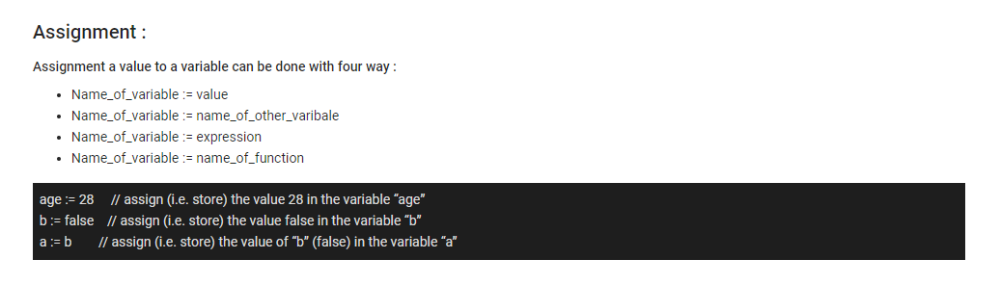 Assignment :
Assignment a value to a variable can be done with four way :
• Name_of_variable := value
• Name_of_variable := name_of_other_varibale
• Name_of_variable := expression
• Name_of_variable := name_of_function
age := 28 // assign (i.e. store) the value 28 in the variable “age”
b := false // assign (i.e. store) the value false in the variable “b”
a := b // assign (i.e. store) the value of “b” (false) in the variable “a”